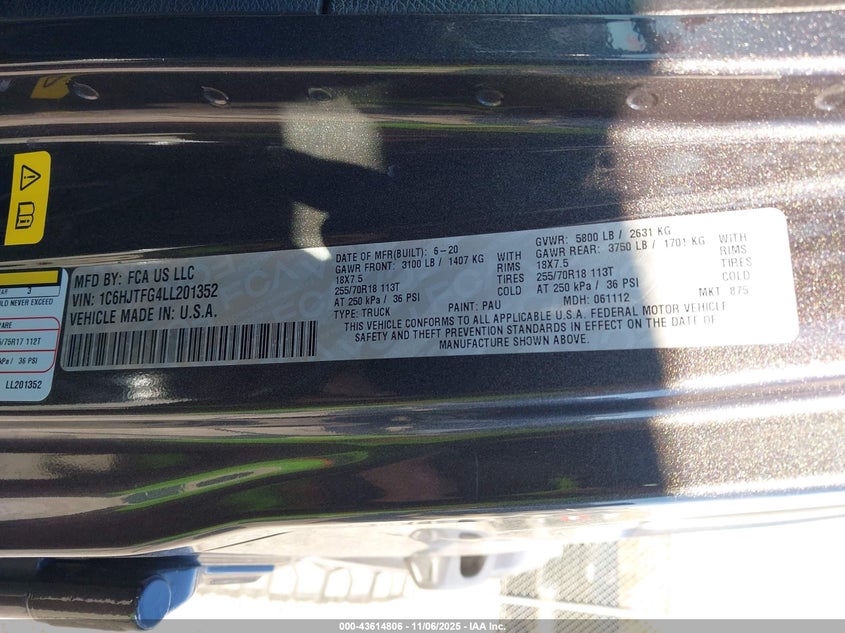 MFD BY: FCA US LLC
VIN: 1C6HJTFG4LL201352
VEHICLE MADE IN: U.S.A.
DATE OF MFR(BUILT): 6-20
GAWR FRONT: 3100 LB / 1407 KG WITH
18X7.5 RIMS
255/70R18 113T TIRES
AT 250 kPa / 36 PSI COLD
TYPE: TRUCK PAINT: PAU
GVWR: 5800 LB / 2631 KG
GAWR REAR: 3750 LB / 1701 KG WITH
18X7.5 RIMS
255/70R18 113T TIRES
AT 250 kPa / 36 PSI COLD
MDH: 061112 MKT 875
THIS VEHICLE CONFORMS TO ALL APPLICABLE U.S.A. FEDERAL MOTOR VEHICLE
SAFETY AND THEFT PREVENTION STANDARDS IN EFFECT ON THE DATE OF
MANUFACTURE SHOWN ABOVE.
3
NEVER EXCEED
/75R17 112T
kPa / 36 PSI
LL201352
000-43614806 - 11/06/2025 - IAA Inc.